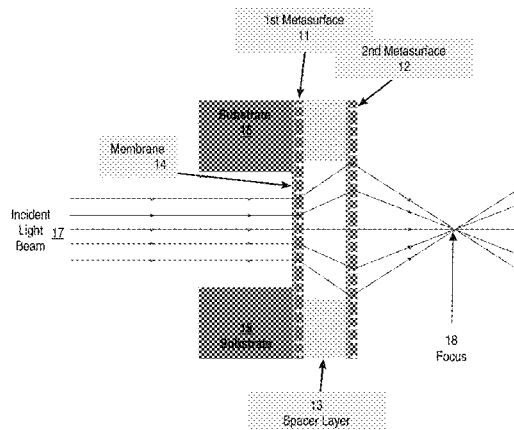 1st Metasurface
11
2nd Metasurface
12
Substrate
Membrane
14
Incident
Light 17
Beam
15
Substrate
18
Focus
13
Spacer Layer